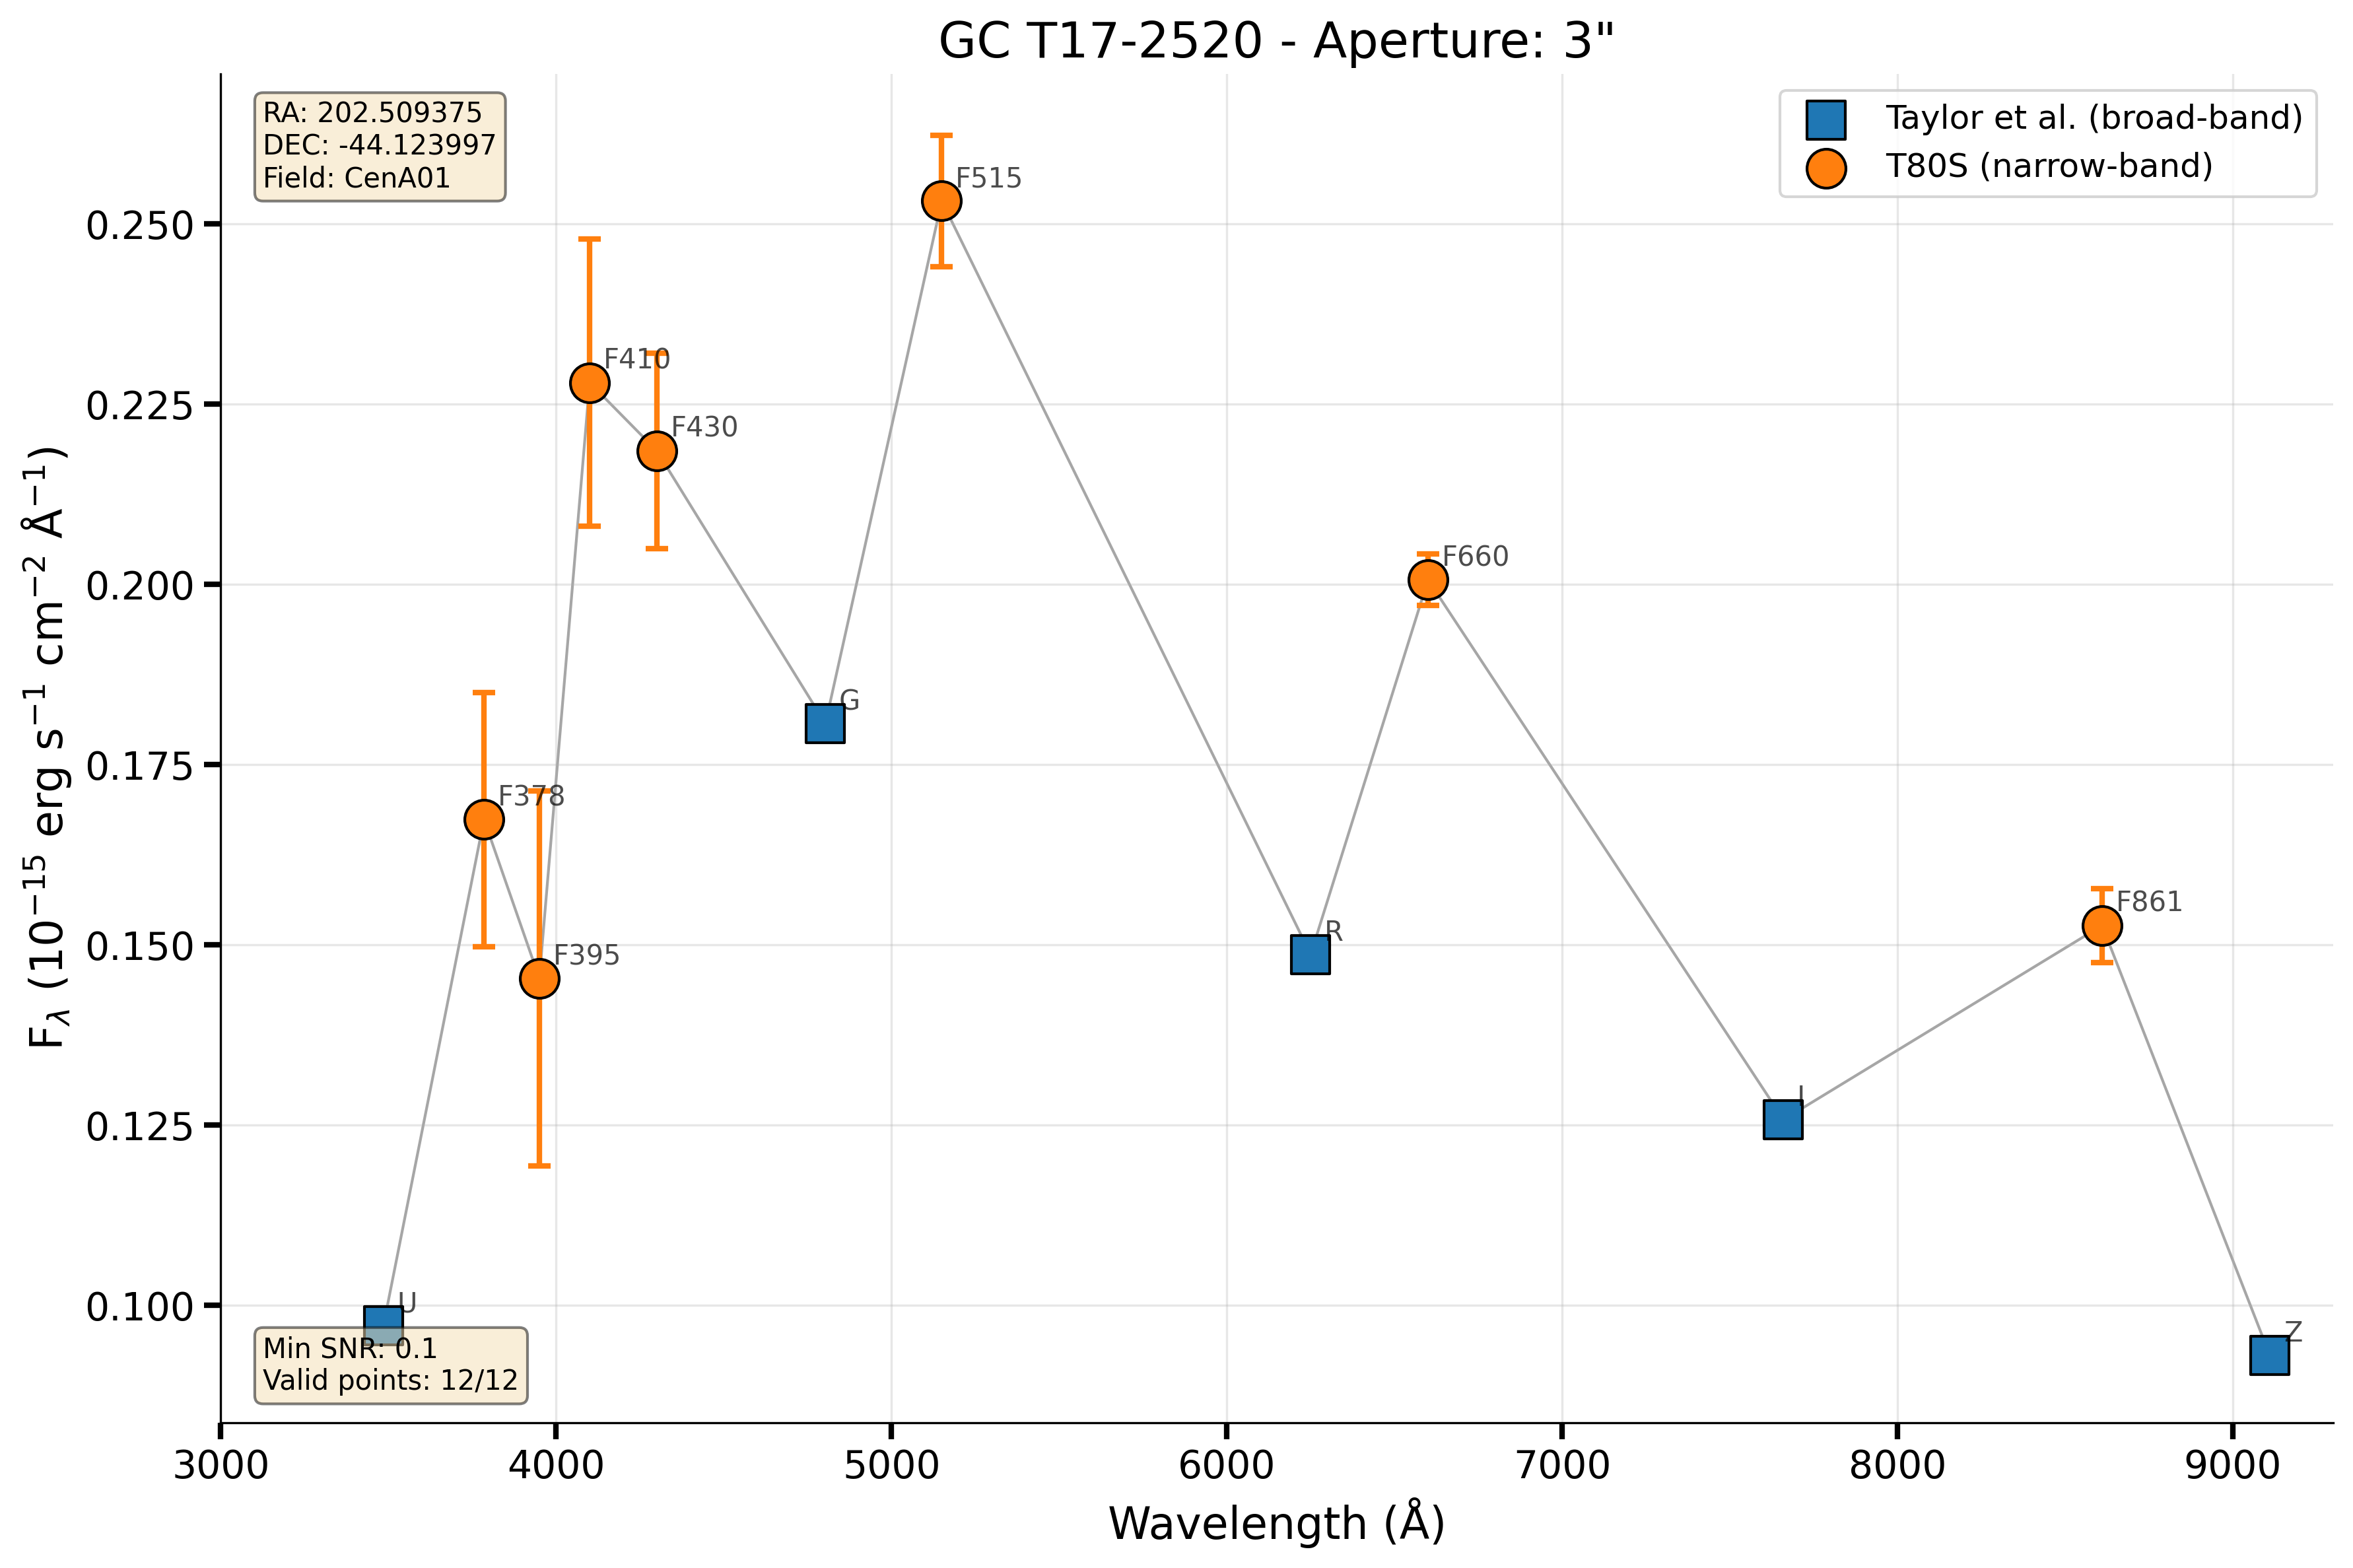 GC T17-2520 - Aperture: 3"
RA: 202.509375
DEC: -44.123997
Field: CenA01
Taylor et al. (broad-band)
T80S (narrow-band)
F515
F410
F430
F660
G
F378
F395
R
F861
I
U
Z
Min SNR: 0.1
Valid points: 12/12
0.250
0.225
0.200
0.175
0.150
0.125
0.100
F_λ (10⁻¹⁵ erg s⁻¹ cm⁻² Å⁻¹)
3000 4000 5000 6000 7000 8000 9000
Wavelength (Å)